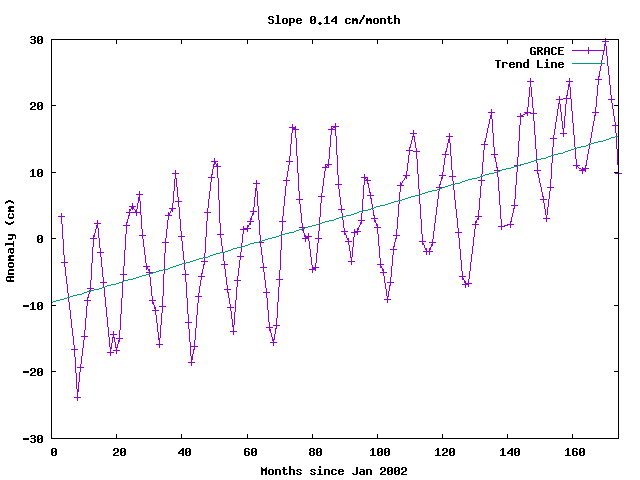 Slope 0.14 cm/month
30
GRACE
Trend Line
20
10
0
-10
-20
-30
Anomaly (cm)
0 20 40 60 80 100 120 140 160
Months since Jan 2002